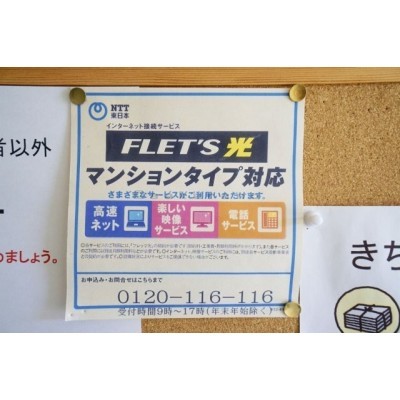 NTT
東日本
インターネット接続サービス
FLET'S 光
マンションタイプ対応
さまざまなサービスがご利用いただけます。
高速
ネット
楽しい
映像
サービス
電話
サービス
お申込み・お問合せはこちらまで
0120-116-116
受付時間9時〜17時(年末年始除く)
者以外
めましょう。
きち